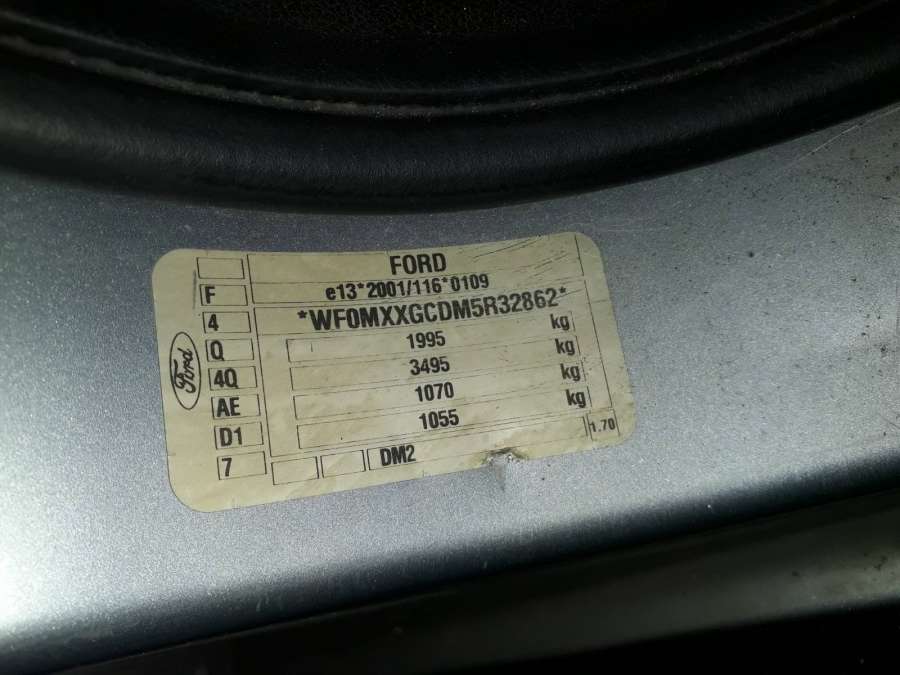 FORD
e13*2001/116*0109
*WF0MXXGCDM5R32862*
1995 kg
3495 kg
1070 kg
1055 kg
F
4
Q
4Q
AE
D1
7
DM2
1.70
Ford